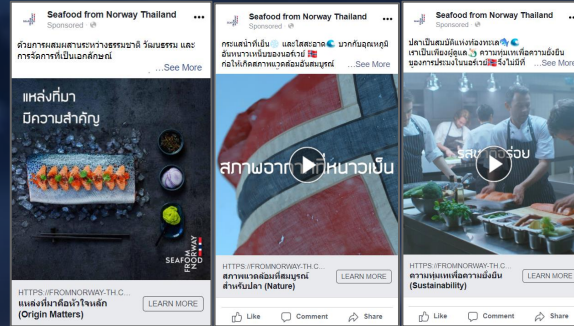 Seafood from Norway Thailand
Sponsored
ด้วยการผสมผสานระหว่างธรรมชาติ วัฒนธรรม และ
การจัดการที่เป็นเอกลักษณ์
...See More
แหล่งที่มา
มีความสำคัญ
SEAFOOD
FROM
NORWAY
HTTPS://FROMNORWAY-TH.C...
แหล่งที่มาคือหัวใจหลัก
(Origin Matters)
LEARN MORE
Seafood from Norway Thailand
Sponsored
กระแสน้ำที่เย็น และใสสะอาด บวกกับอุณหภูมิ
อันหนาวเหน็บของนอร์เวย์
ก่อให้เกิดสภาพแวดล้อมอันสมบูรณ์
...See More
สภาพอากาศที่หนาวเย็น
HTTPS://FROMNORWAY-TH.C...
สภาพแวดล้อมที่สมบูรณ์
สำหรับปลา (Nature)
LEARN MORE
Like Comment Share
Seafood from Norway Thailand
Sponsored
ปลาเป็นสมบัติแห่งท้องทะเล
เราเป็นเพียงผู้ดูแล ความทุ่มเทเพื่อความยั่งยืน
ของการประมงในนอร์เวย์ จึงไม่มีที่
...See More
HTTPS://FROMNORWAY-TH.C...
ความทุ่มเทเพื่อความยั่งยืน
(Sustainability)
LEARN MORE
Like Comment Share